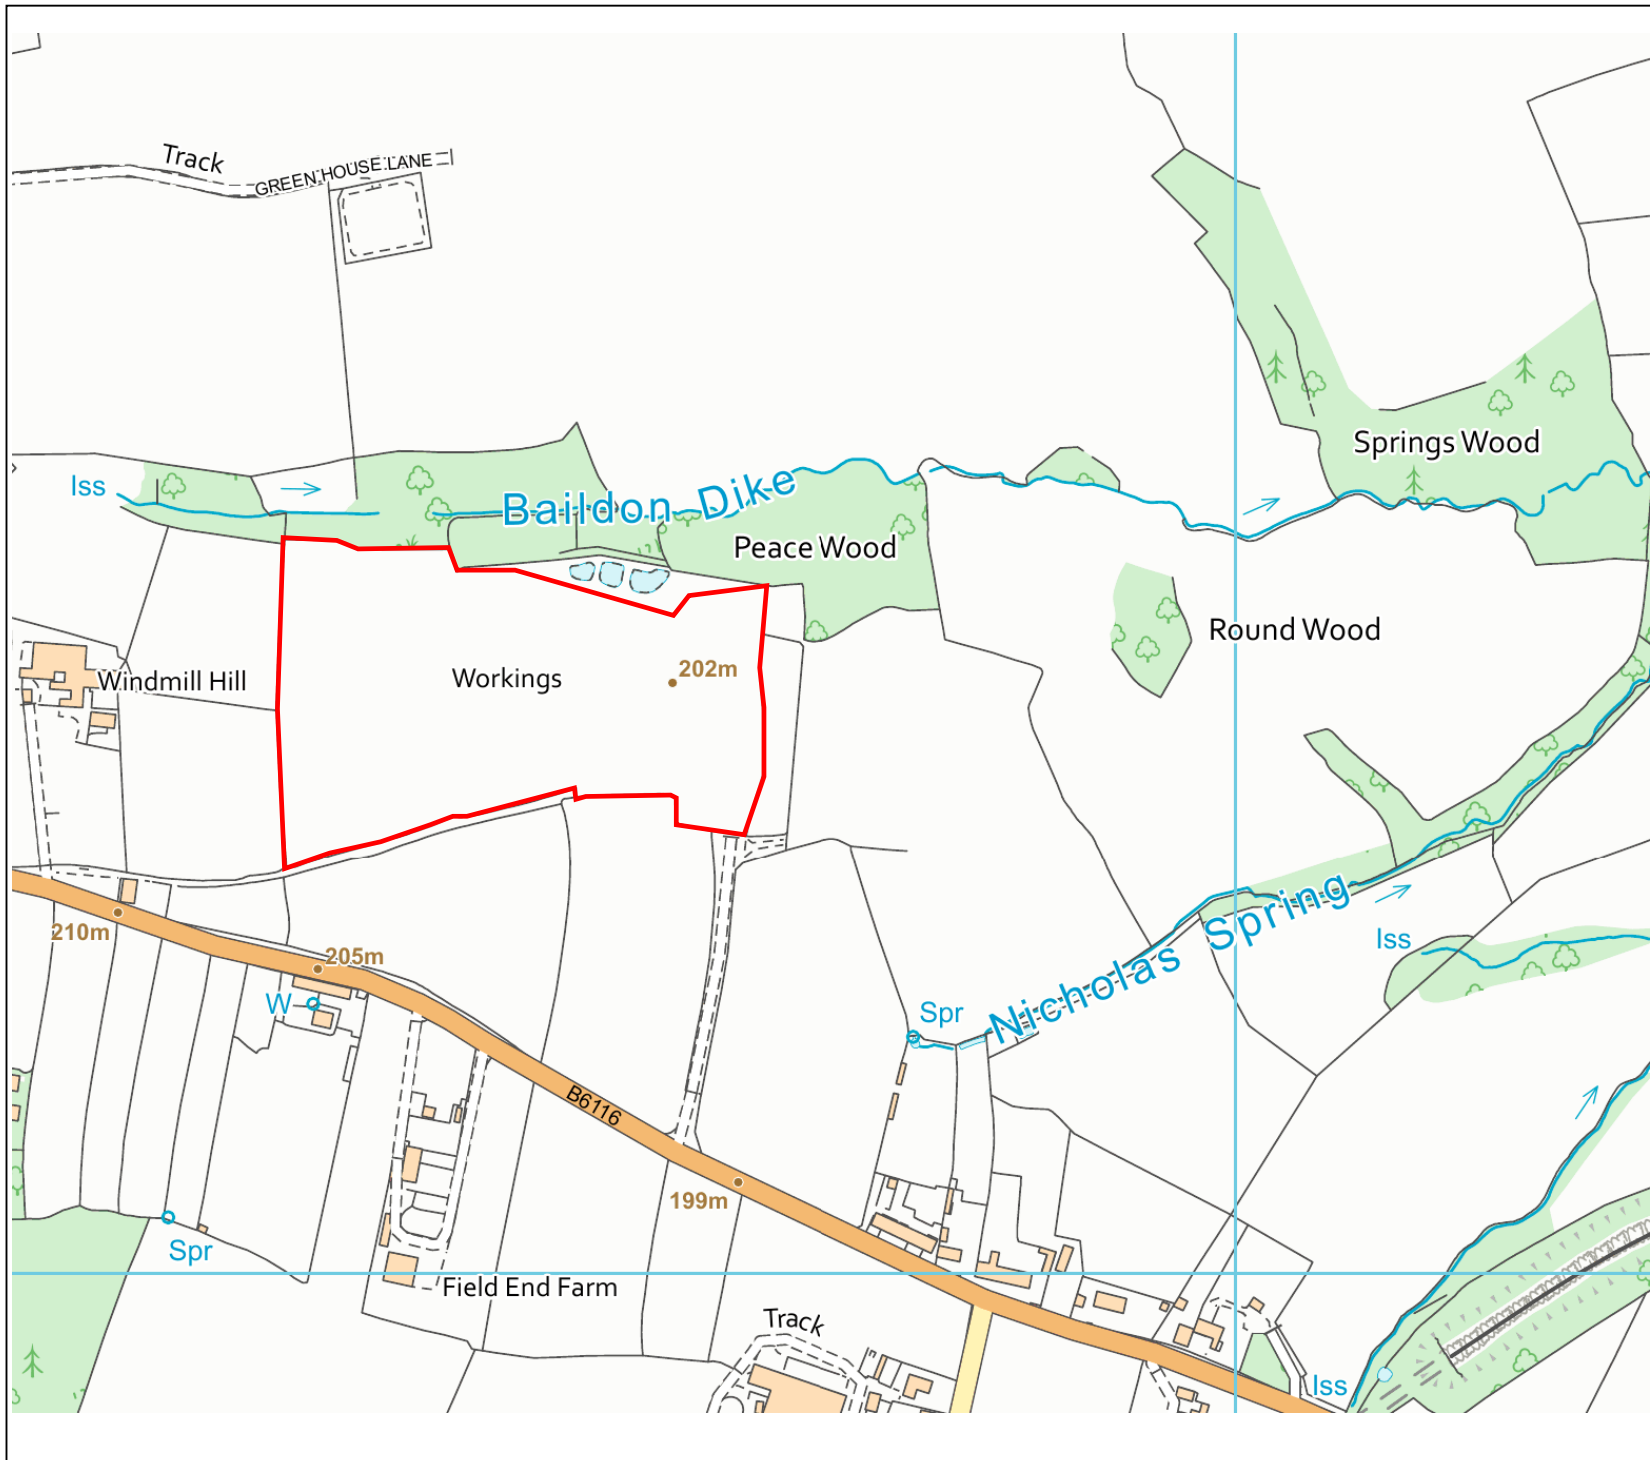 Track
GREEN HOUSE LANE
Springs Wood
Iss
Baildon Dike
Peace Wood
Round Wood
202m
Windmill Hill
Workings
Nicholas Spring
210m
205m
Iss
W
Spr
B6116
199m
Spr
Field End Farm
Track
Iss